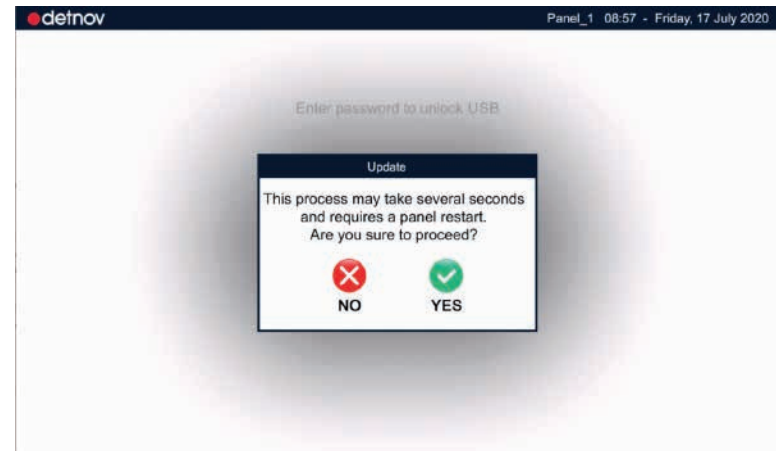 detnov
Panel_1 08:57 - Friday, 17 July 2020
Enter password to unlock USB
Update
This process may take several seconds
and requires a panel restart.
Are you sure to proceed?
NO YES